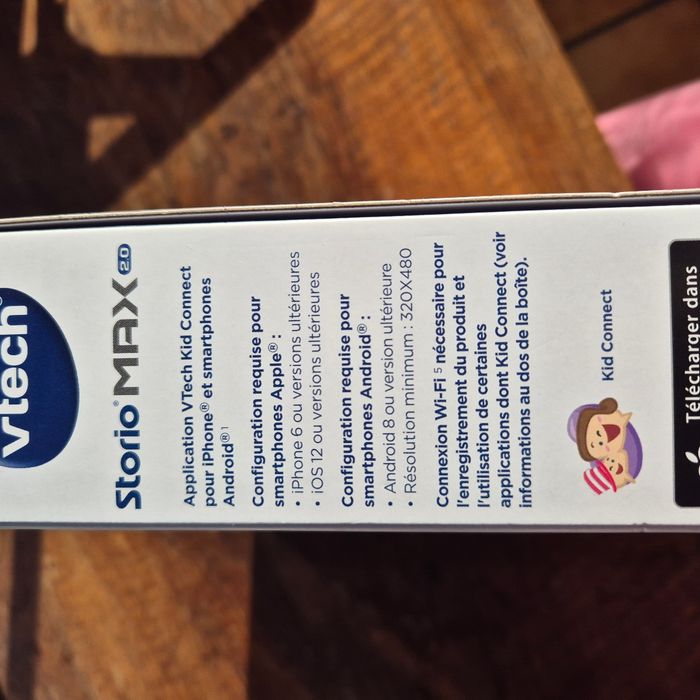 vtech®
Storio® MAX 2.0
Application VTech Kid Connect
pour iPhone® et smartphones
Android®¹
Configuration requise pour
smartphones Apple® :
• iPhone 6 ou versions ultérieures
• iOS 12 ou versions ultérieures
Configuration requise pour
smartphones Android® :
• Android 8 ou version ultérieure
• Résolution minimum : 320X480
Connexion Wi-Fi ⁵ nécessaire pour
l'enregistrement du produit et
l'utilisation de certaines
applications dont Kid Connect (voir
informations au dos de la boîte).
Kid Connect
Télécharger dans